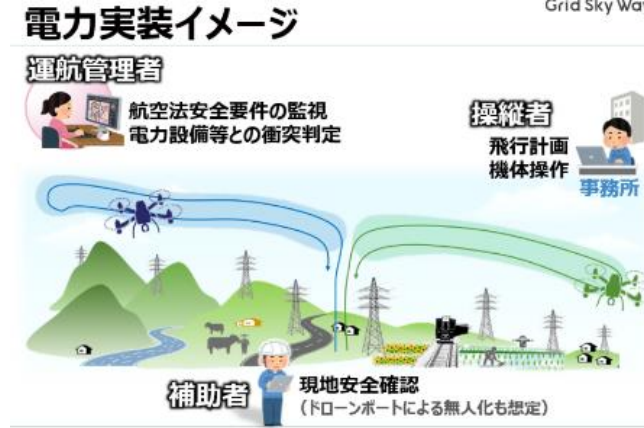 Grid Sky Way
電力実装イメージ
運航管理者
航空法安全要件の監視
電力設備等との衝突判定
操縦者
飛行計画
機体操作
事務所
補助者
現地安全確認
（ドローンポートによる無人化も想定）